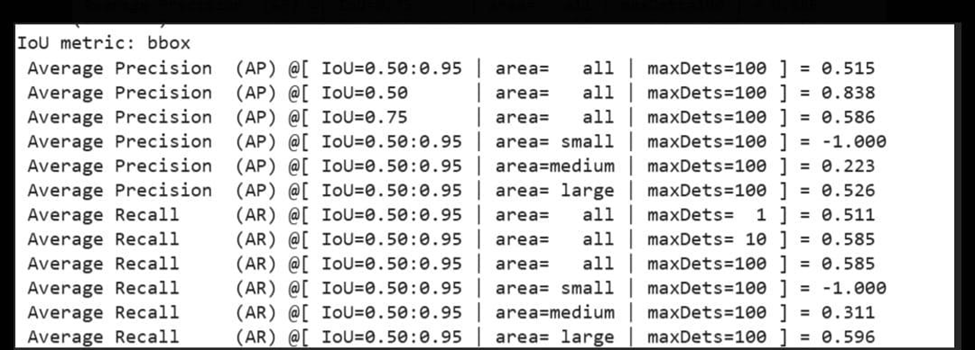 IoU metric: bbox
Average Precision (AP) @[ IoU=0.50:0.95 | area= all | maxDets=100 ] = 0.515
Average Precision (AP) @[ IoU=0.50 | area= all | maxDets=100 ] = 0.838
Average Precision (AP) @[ IoU=0.75 | area= all | maxDets=100 ] = 0.586
Average Precision (AP) @[ IoU=0.50:0.95 | area= small | maxDets=100 ] = -1.000
Average Precision (AP) @[ IoU=0.50:0.95 | area=medium | maxDets=100 ] = 0.223
Average Precision (AP) @[ IoU=0.50:0.95 | area= large | maxDets=100 ] = 0.526
Average Recall (AR) @[ IoU=0.50:0.95 | area= all | maxDets= 1 ] = 0.511
Average Recall (AR) @[ IoU=0.50:0.95 | area= all | maxDets= 10 ] = 0.585
Average Recall (AR) @[ IoU=0.50:0.95 | area= all | maxDets=100 ] = 0.585
Average Recall (AR) @[ IoU=0.50:0.95 | area= small | maxDets=100 ] = -1.000
Average Recall (AR) @[ IoU=0.50:0.95 | area=medium | maxDets=100 ] = 0.311
Average Recall (AR) @[ IoU=0.50:0.95 | area= large | maxDets=100 ] = 0.596